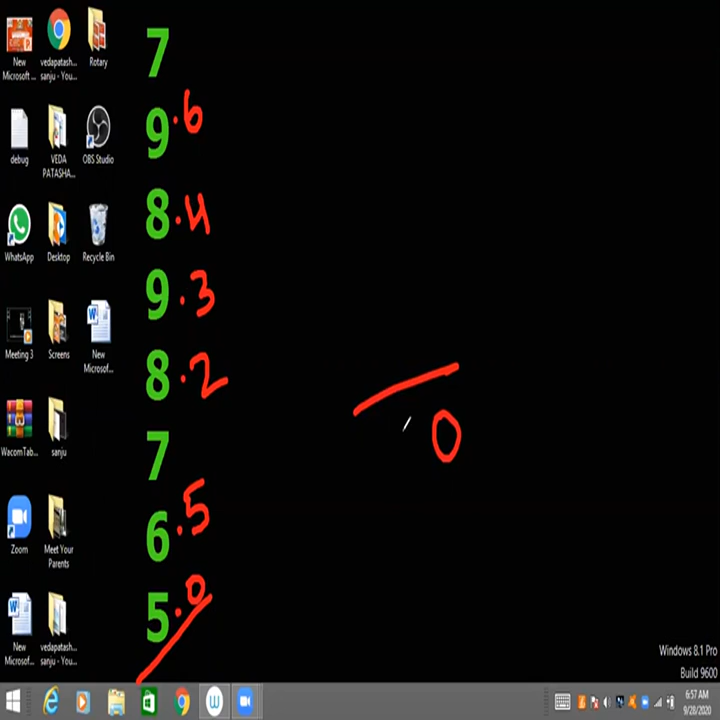 New
Microsoft ...
vedapatash...
sanju - You...
Rotary
7
9.6
debug
VEDA
PATASHA...
OBS Studio
8.4
WhatsApp
Desktop
Recycle Bin
9.3
Meeting 3
Screens
New
Microsof...
8.2
WacomTab...
sanju
7
0
Zoom
Meet Your
Parents
6.5
5.0
New
Microsof...
vedapatash...
sanju - You...
Windows 8.1 Pro
Build 9600
6:57 AM
9/28/2020